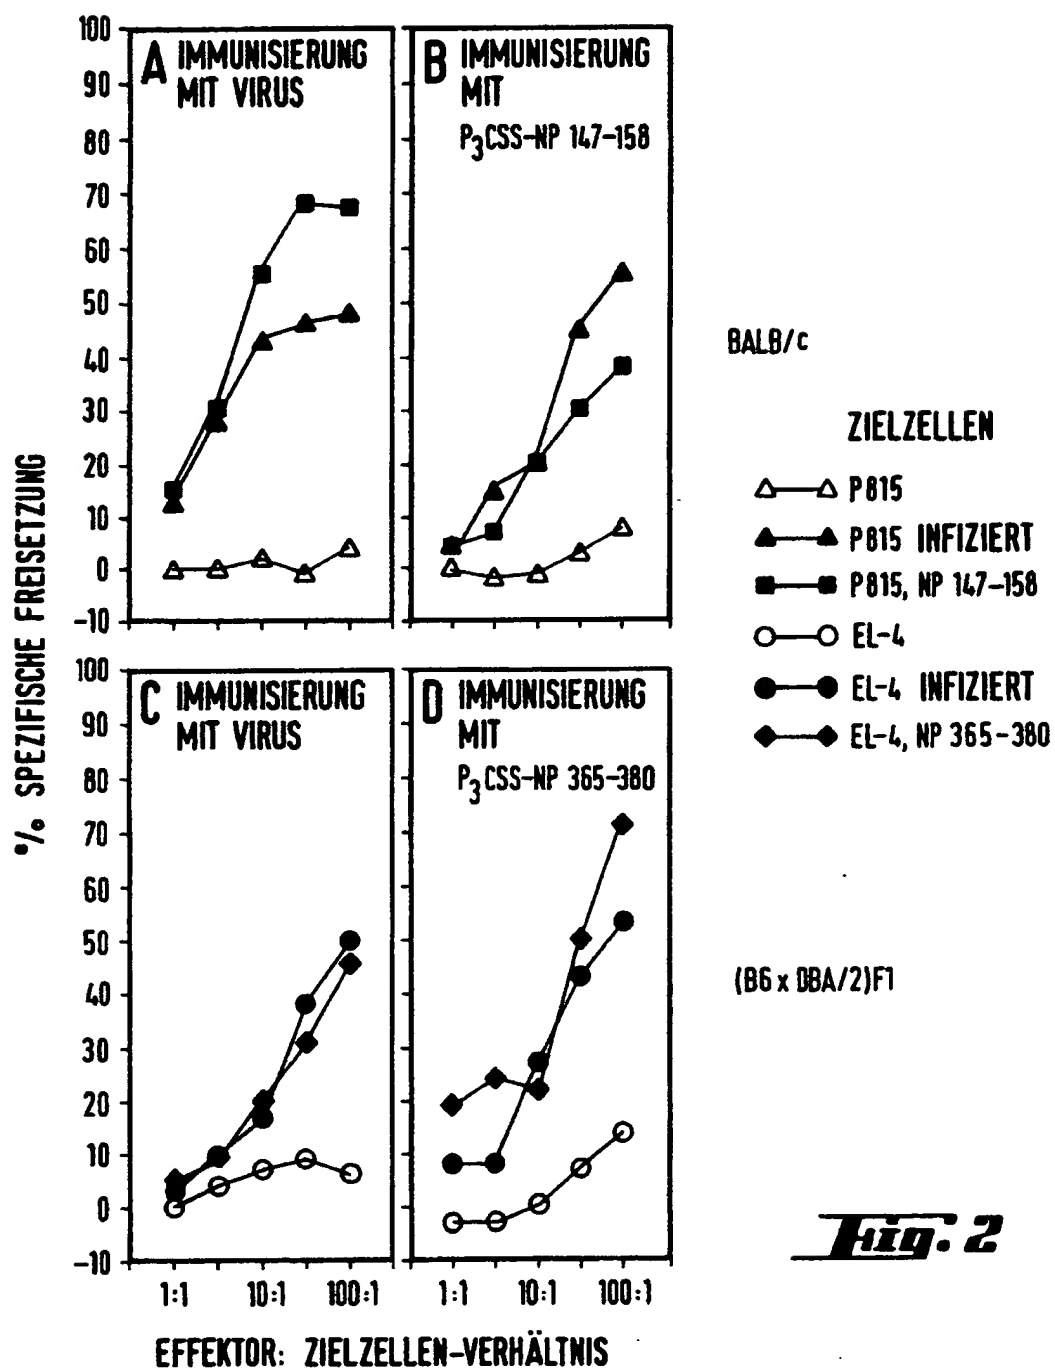 100
90
80
70
60
50
40
30
20
10
0
-10
A IMMUNISIERUNG
MIT VIRUS
B IMMUNISIERUNG
MIT
P3CSS-NP 147-158
BALB/c
ZIELZELLEN
P815
P815 INFIZIERT
P815, NP 147-158
EL-4
EL-4 INFIZIERT
EL-4, NP 365-380
% SPEZIFISCHE FREISETZUNG
100
90
80
70
60
50
40
30
20
10
0
-10
C IMMUNISIERUNG
MIT VIRUS
D IMMUNISIERUNG
MIT
P3CSS-NP 365-380
(B6 x DBA/2)F1
1:1 10:1 100:1 1:1 10:1 100:1
EFFEKTOR: ZIELZELLEN-VERHÄLTNIS
Fig. 2